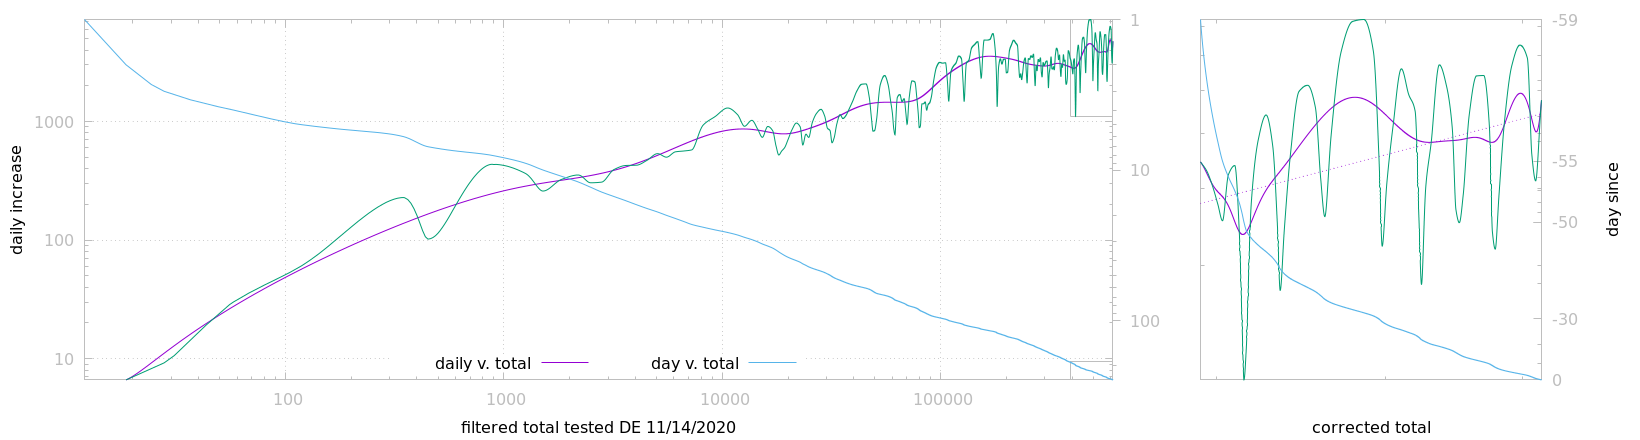 daily increase
1000
100
10
daily v. total
day v. total
100
1000
10000
100000
filtered total tested DE 11/14/2020
1
10
100
-59
-55
-50
-30
0
day since
corrected total